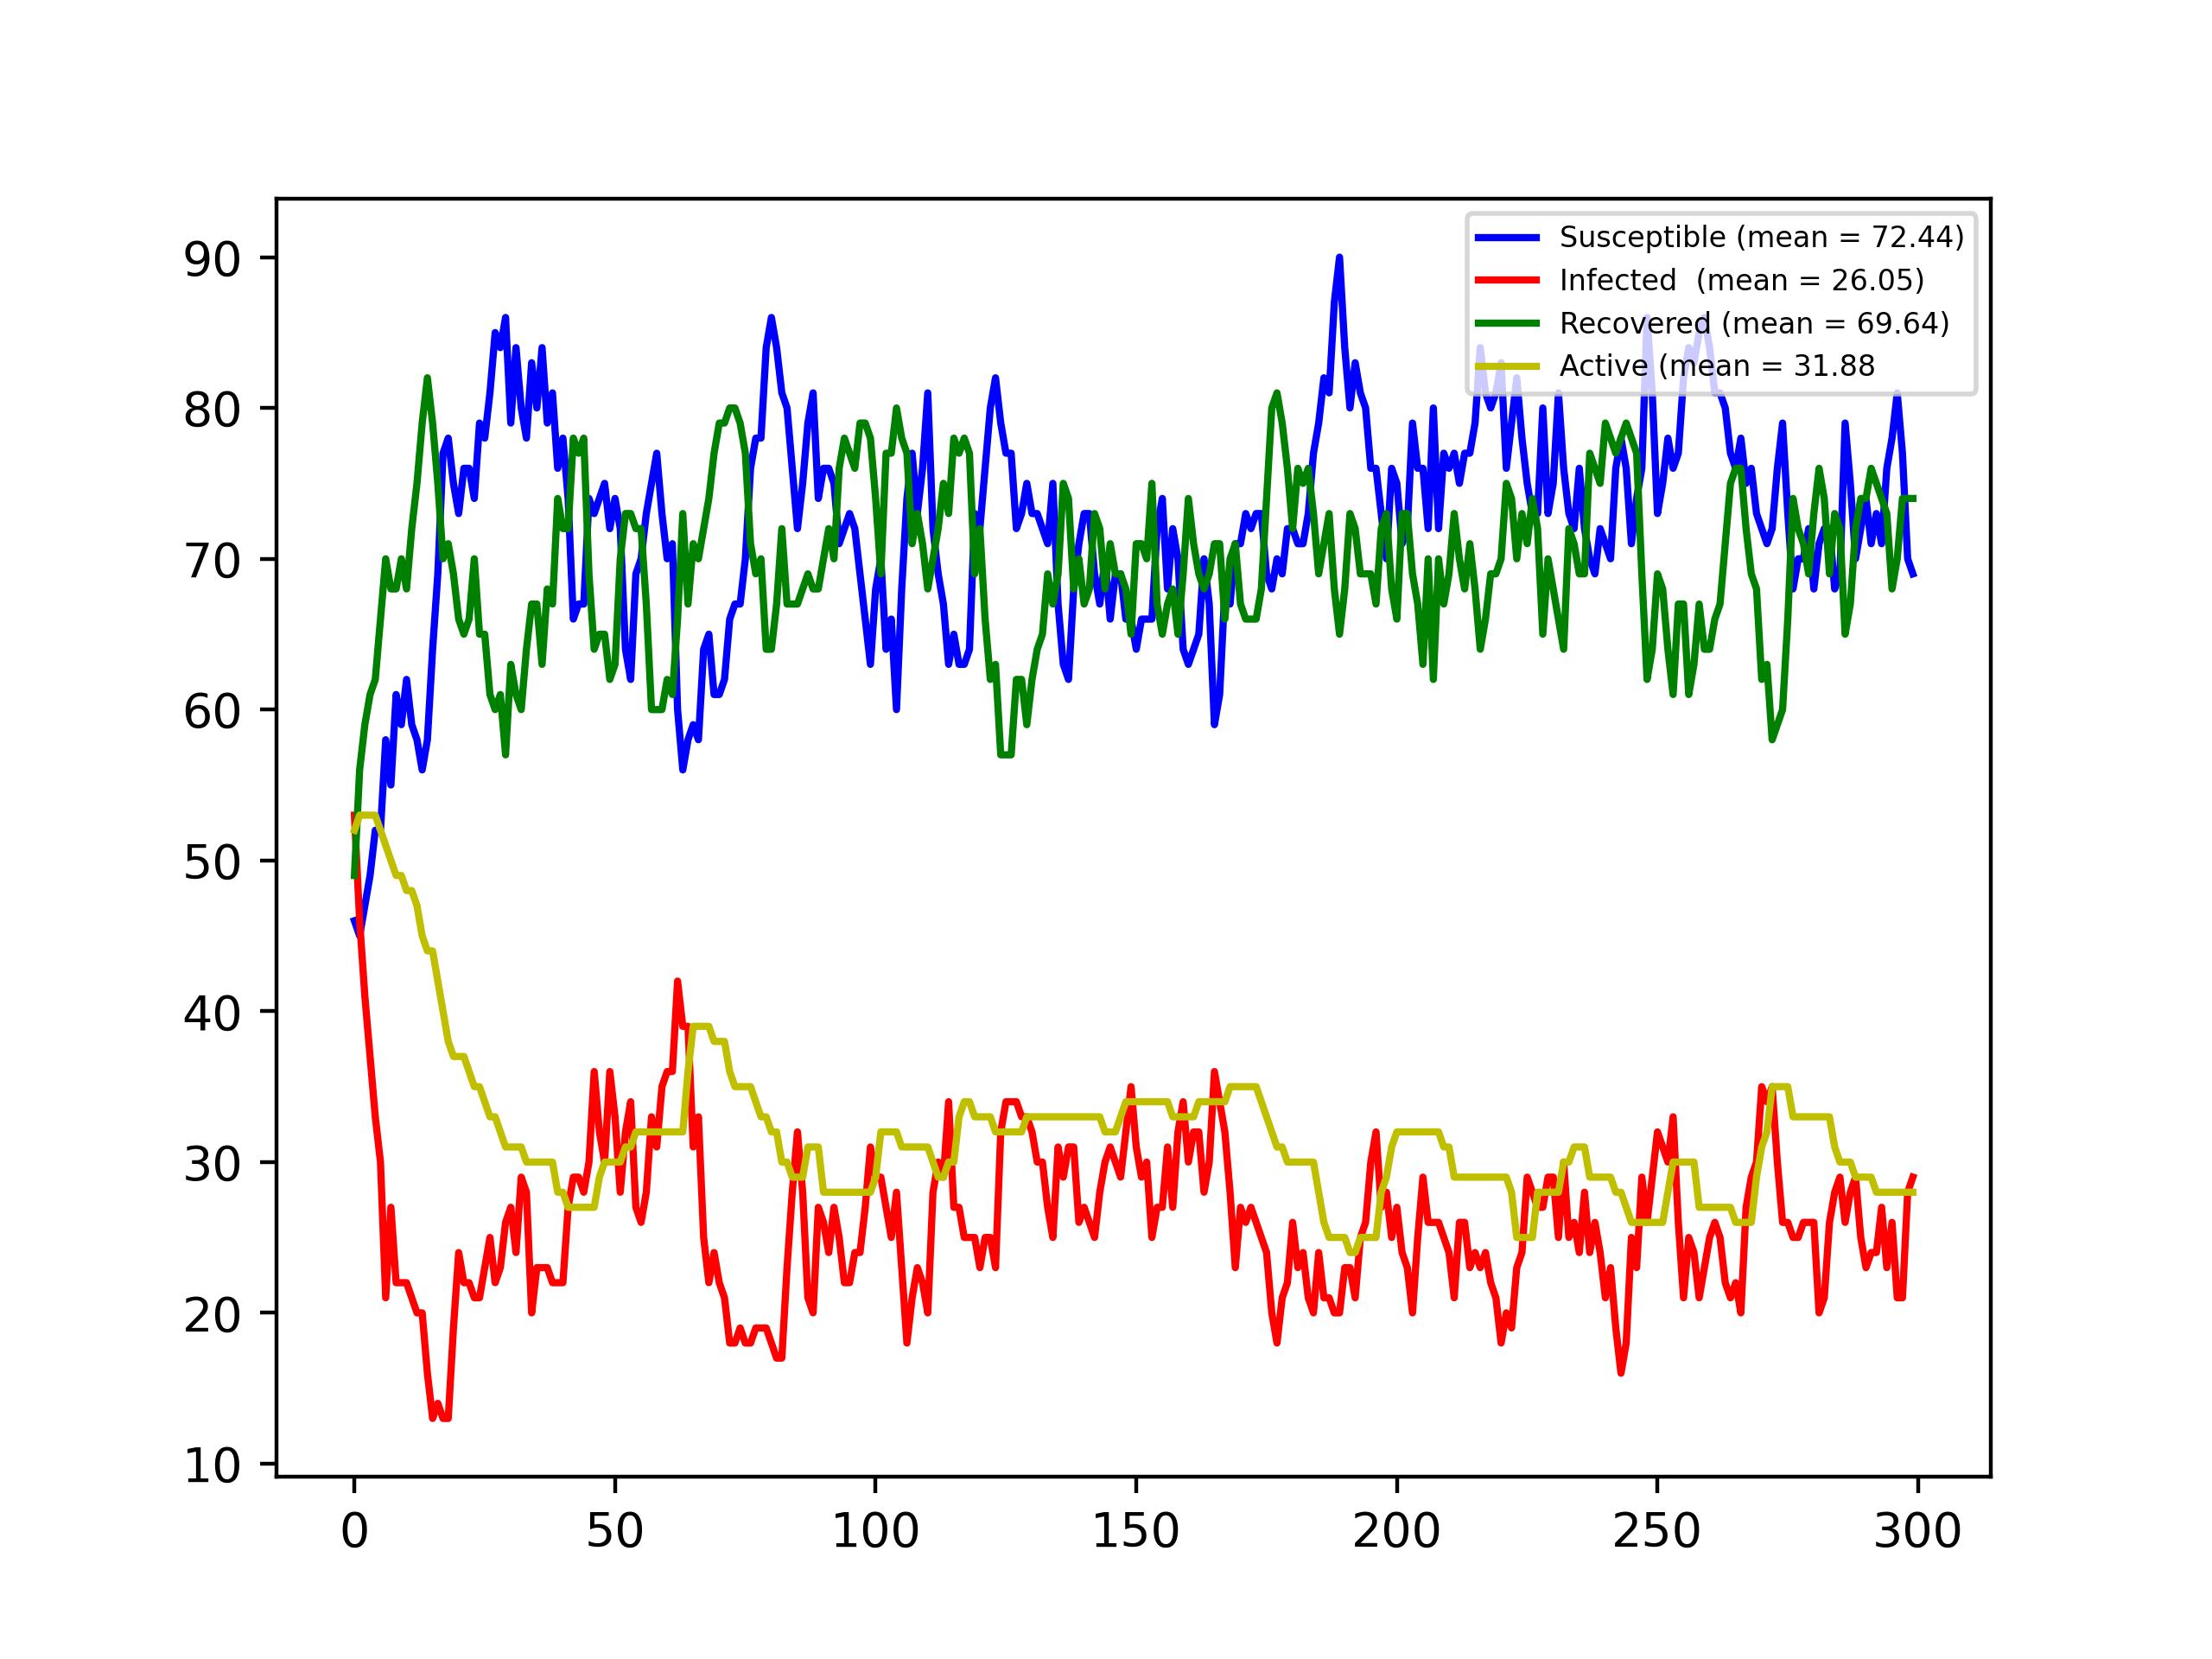 90
80
70
60
50
40
30
20
10
0 50 100 150 200 250 300
Susceptible (mean = 72.44)
Infected  (mean = 26.05)
Recovered (mean = 69.64)
Active (mean = 31.88